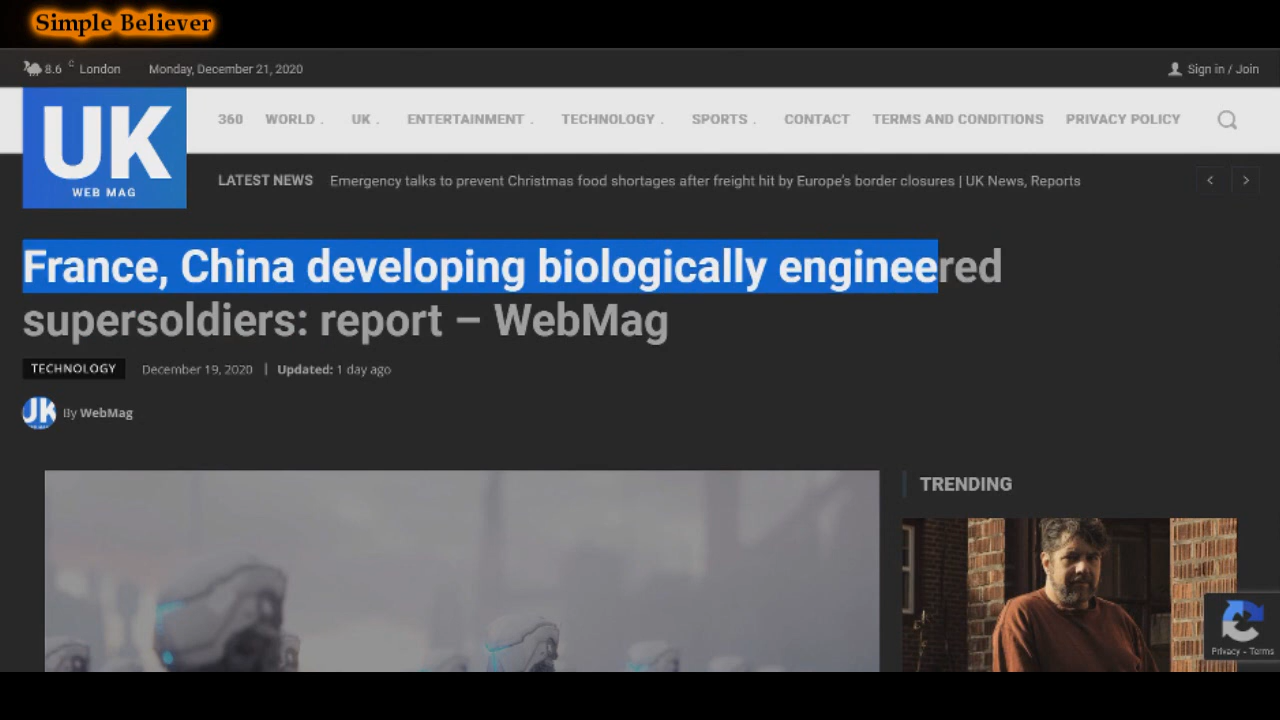 Simple Believer
8.6 °C London Monday, December 21, 2020 Sign in / Join
UK
WEB MAG
360 WORLD . UK . ENTERTAINMENT . TECHNOLOGY . SPORTS . CONTACT TERMS AND CONDITIONS PRIVACY POLICY
LATEST NEWS Emergency talks to prevent Christmas food shortages after freight hit by Europe's border closures | UK News, Reports
France, China developing biologically engineered
supersoldiers: report – WebMag
TECHNOLOGY December 19, 2020 | Updated: 1 day ago
UK By WebMag
TRENDING
Privacy - Terms